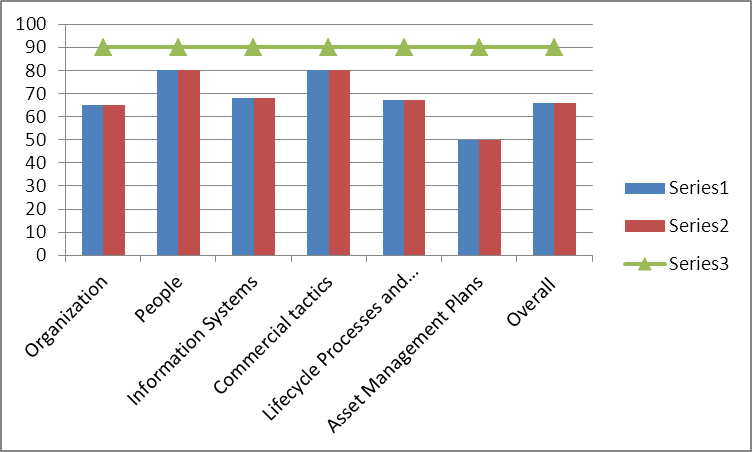 100
90
80
70
60
50
40
30
20
10
0
Organization
People
Information Systems
Commercial tactics
Lifecycle Processes and...
Asset Management Plans
Overall
Series1
Series2
Series3